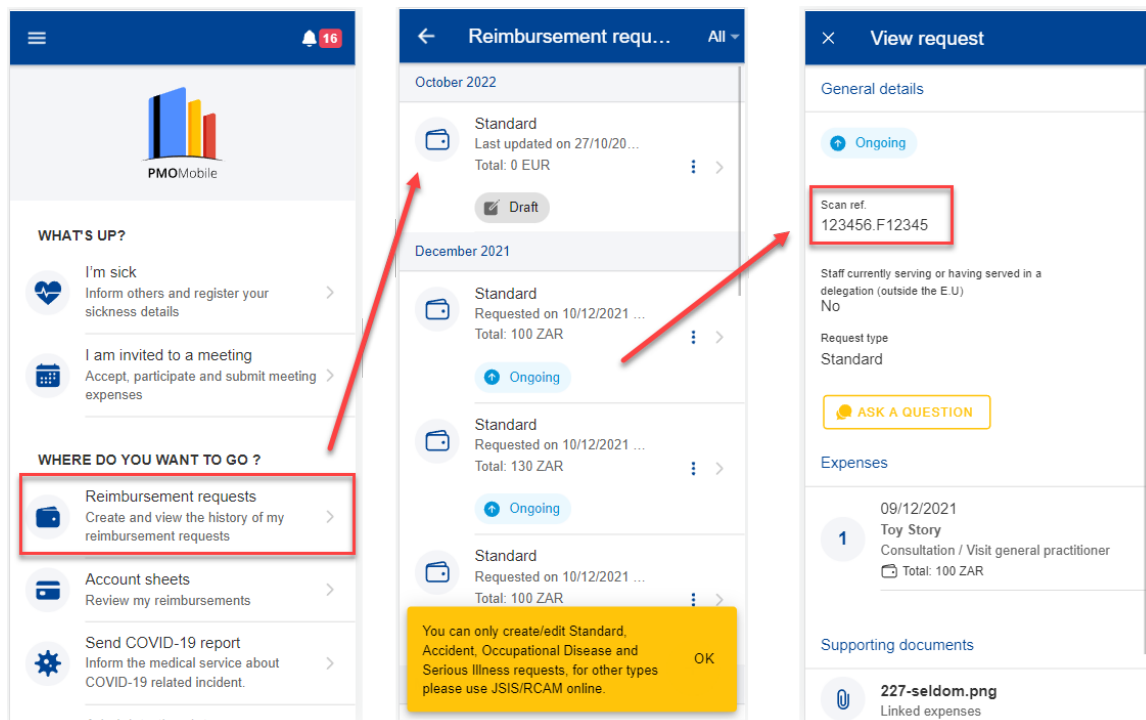 16
PMOMobile
WHAT'S UP?
I'm sick
Inform others and register your
sickness details
I am invited to a meeting
Accept, participate and submit meeting
expenses
WHERE DO YOU WANT TO GO ?
Reimbursement requests
Create and view the history of my
reimbursement requests
Account sheets
Review my reimbursements
Send COVID-19 report
Inform the medical service about
COVID-19 related incident.
Reimbursement requ... All
October 2022
Standard
Last updated on 27/10/20...
Total: 0 EUR
Draft
December 2021
Standard
Requested on 10/12/2021 ...
Total: 100 ZAR
Ongoing
Standard
Requested on 10/12/2021 ...
Total: 130 ZAR
Ongoing
Standard
Requested on 10/12/2021 ...
Total: 100 ZAR
You can only create/edit Standard,
Accident, Occupational Disease and
Serious Illness requests, for other types
please use JSIS/RCAM online.
OK
View request
General details
Ongoing
Scan ref.
123456.F12345
Staff currently serving or having served in a
delegation (outside the E.U)
No
Request type
Standard
ASK A QUESTION
Expenses
1
09/12/2021
Toy Story
Consultation / Visit general practitioner
Total: 100 ZAR
Supporting documents
227-seldom.png
Linked expenses